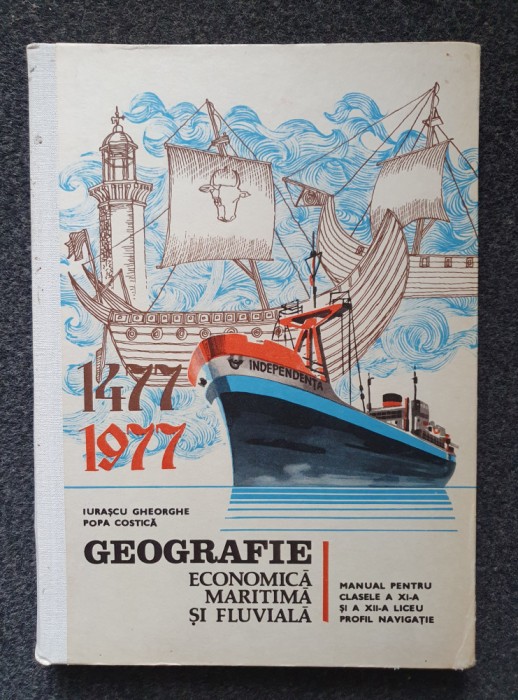 INDEPENDENȚA
1477
1977
IURAȘCU GHEORGHE
POPA COSTICĂ
GEOGRAFIE
ECONOMICĂ
MARITIMĂ
ȘI FLUVIALĂ
MANUAL PENTRU
CLASELE A XI-A
ȘI A XII-A LICEU
PROFIL NAVIGAȚIE